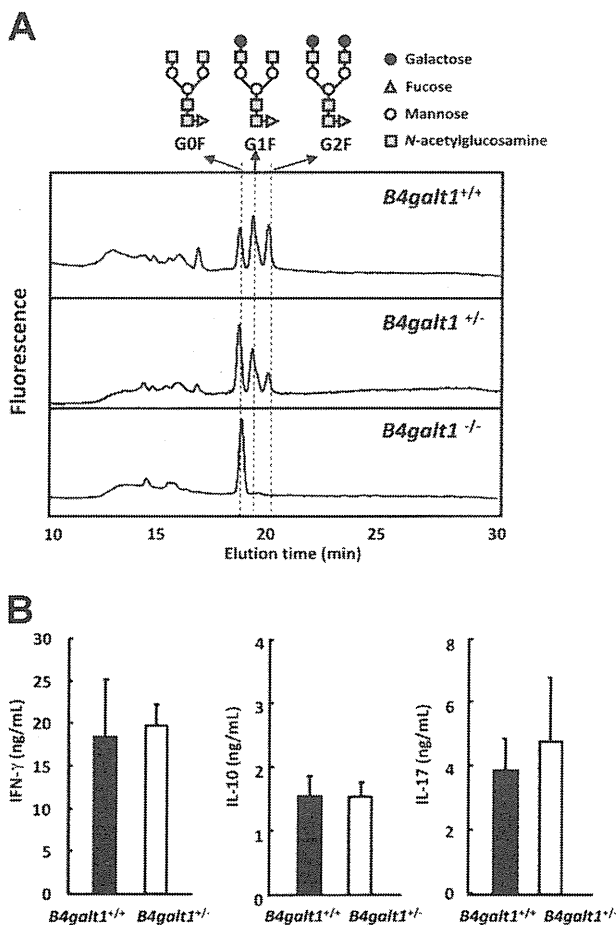 A
Galactose
Fucose
Mannose
N-acetylglucosamine
G0F G1F G2F
B4galt1+/+
B4galt1 +/-
B4galt1 -/-
Fluorescence
10 15 20 25 30
Elution time (min)
B
IFN-γ (ng/mL)
30
25
20
15
10
5
0
B4galt1+/+ B4galt1+/-
IL-10 (ng/mL)
4
3
2
1
0
B4galt1+/+ B4galt1+/-
IL-17 (ng/mL)
8
6
4
2
0
B4galt1+/+ B4galt1+/-